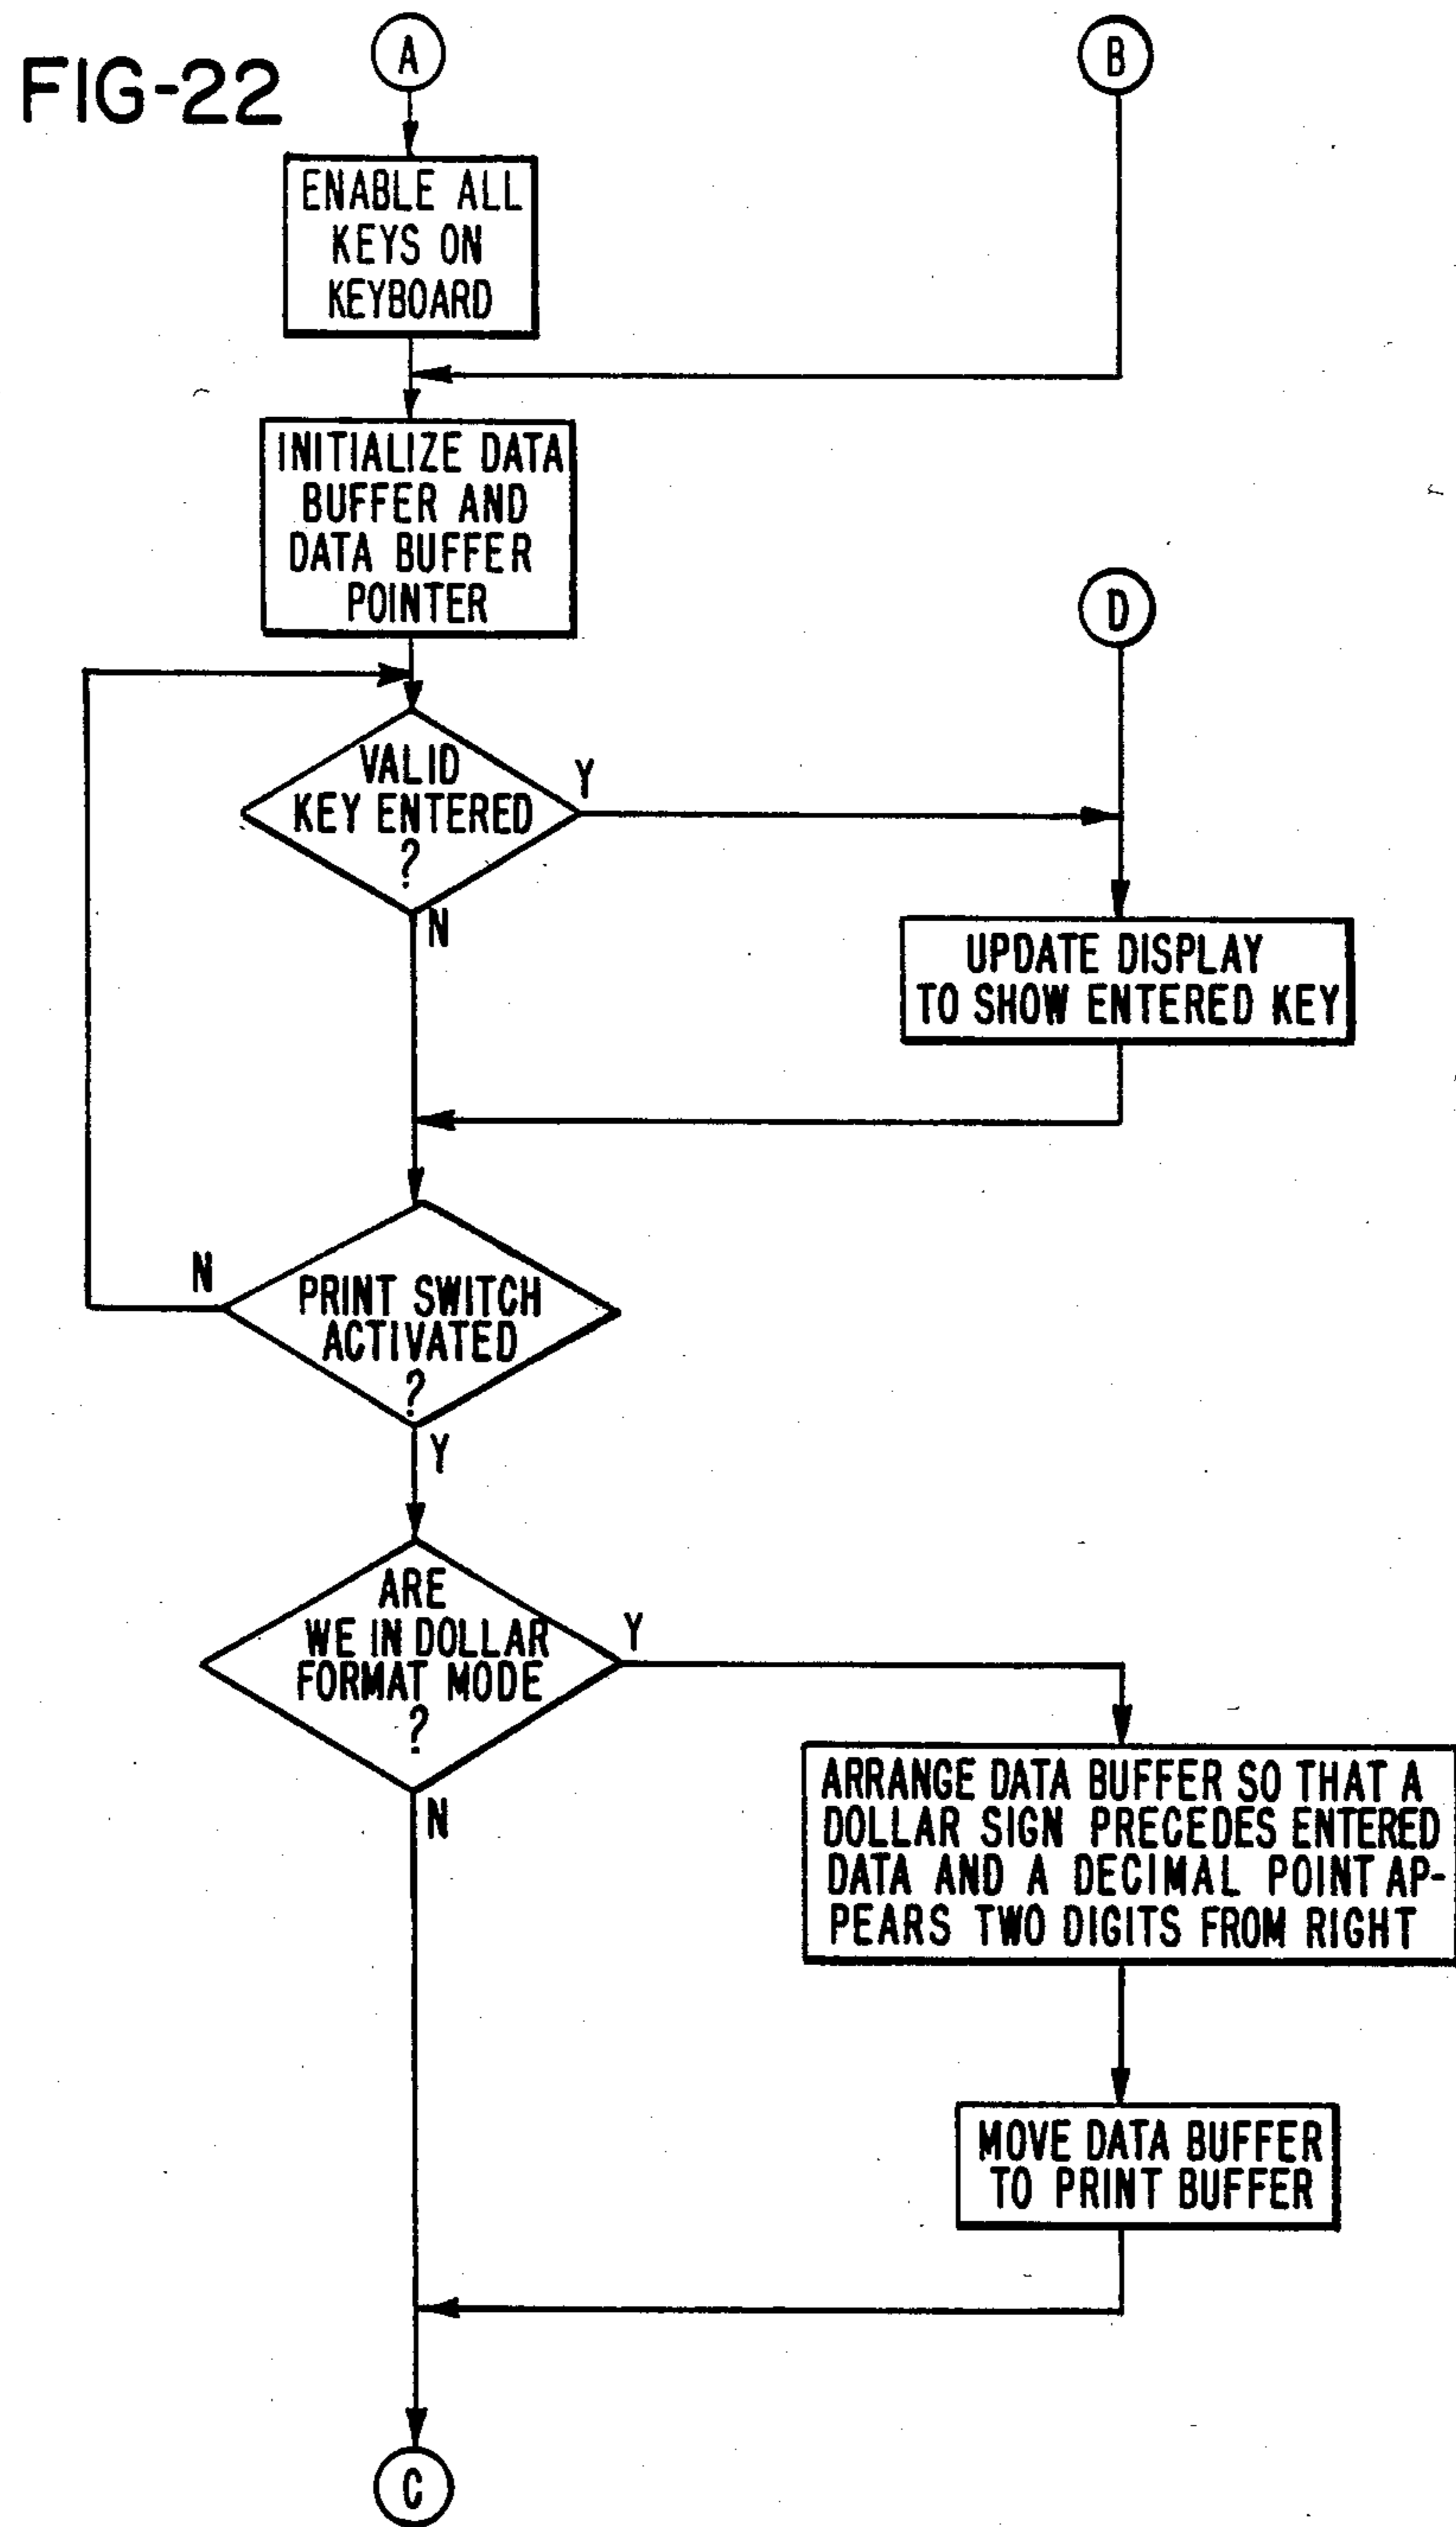 FIG-22
A
B
ENABLE ALL
KEYS ON
KEYBOARD
INITIALIZE DATA
BUFFER AND
DATA BUFFER
POINTER
D
VALID
KEY ENTERED
?
Y
N
UPDATE DISPLAY
TO SHOW ENTERED KEY
N
PRINT SWITCH
ACTIVATED
?
Y
ARE
WE IN DOLLAR
FORMAT MODE
?
Y
N
ARRANGE DATA BUFFER SO THAT A
DOLLAR SIGN PRECEDES ENTERED
DATA AND A DECIMAL POINT AP-
PEARS TWO DIGITS FROM RIGHT
MOVE DATA BUFFER
TO PRINT BUFFER
C